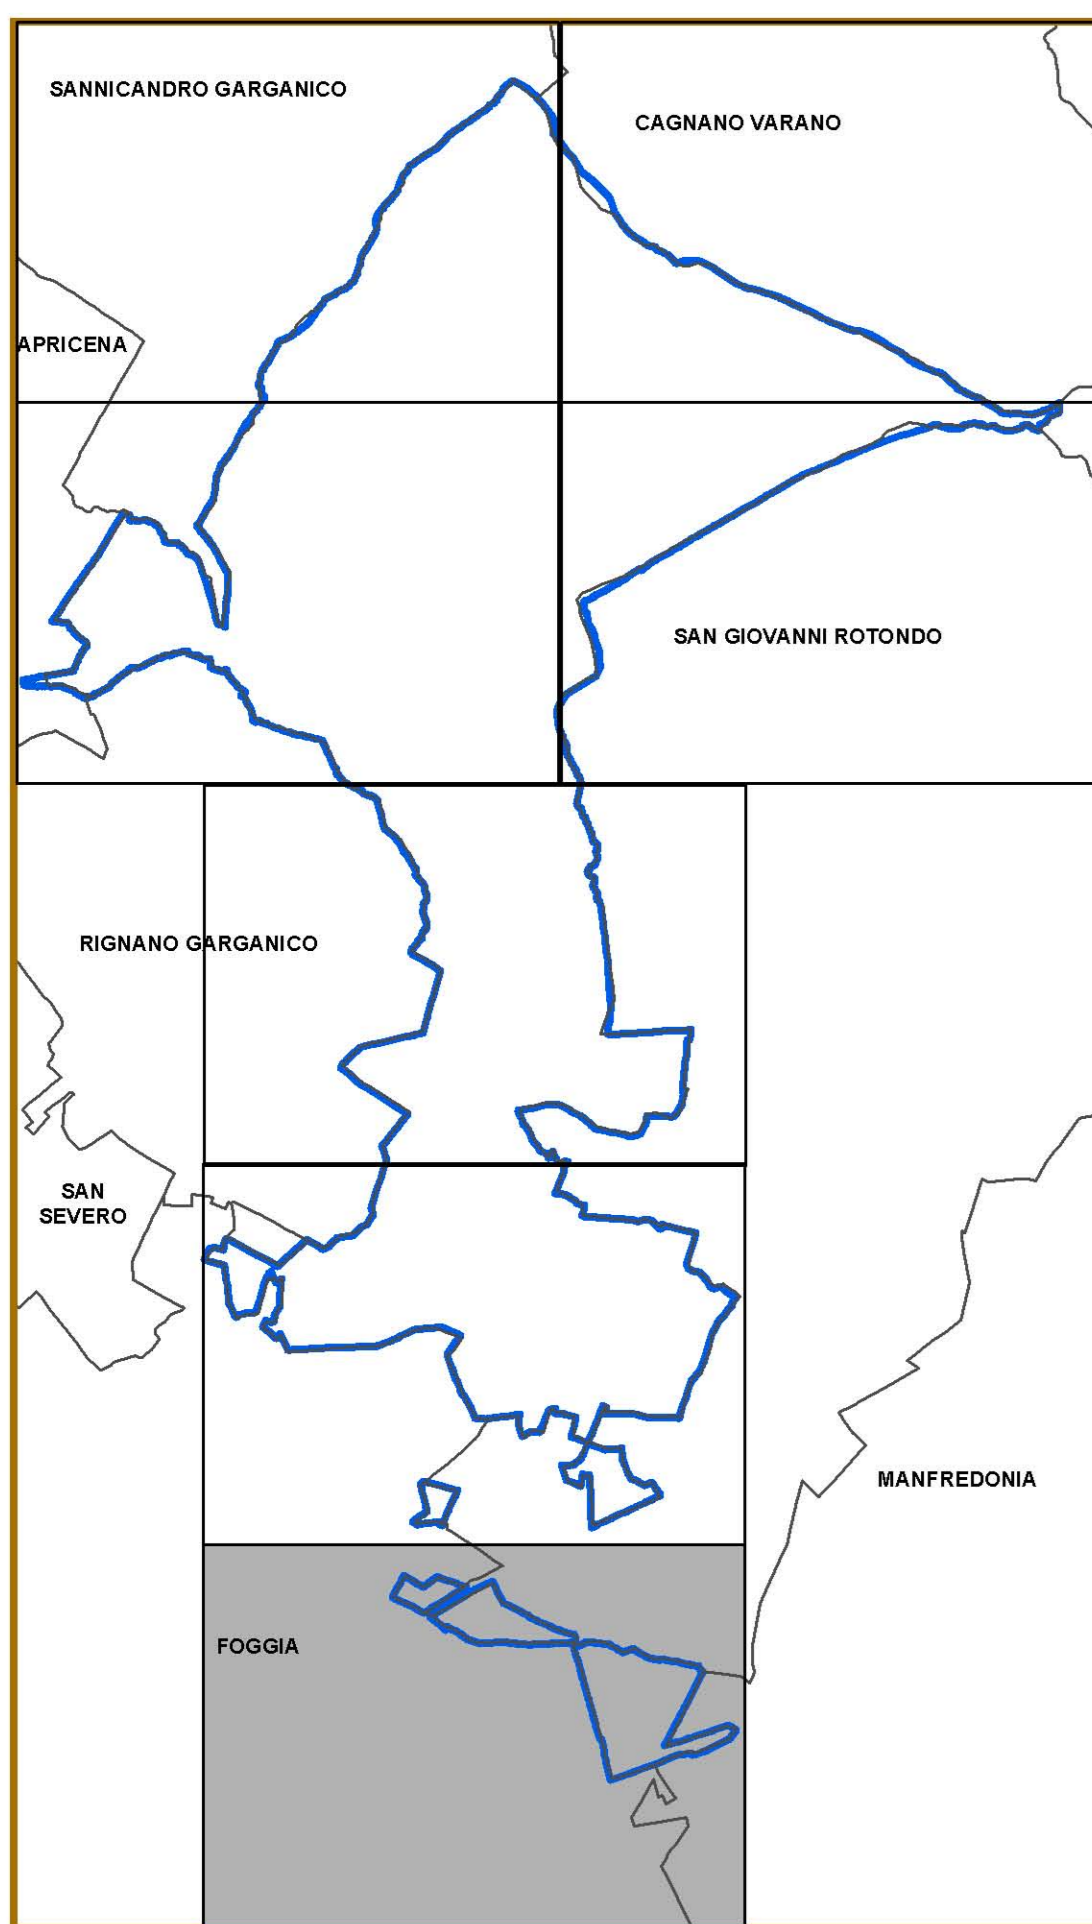 SANNICANDRO GARGANICO
CAGNANO VARANO
APRICENA
SAN GIOVANNI ROTONDO
RIGNANO GARGANICO
SAN
SEVERO
MANFREDONIA
FOGGIA